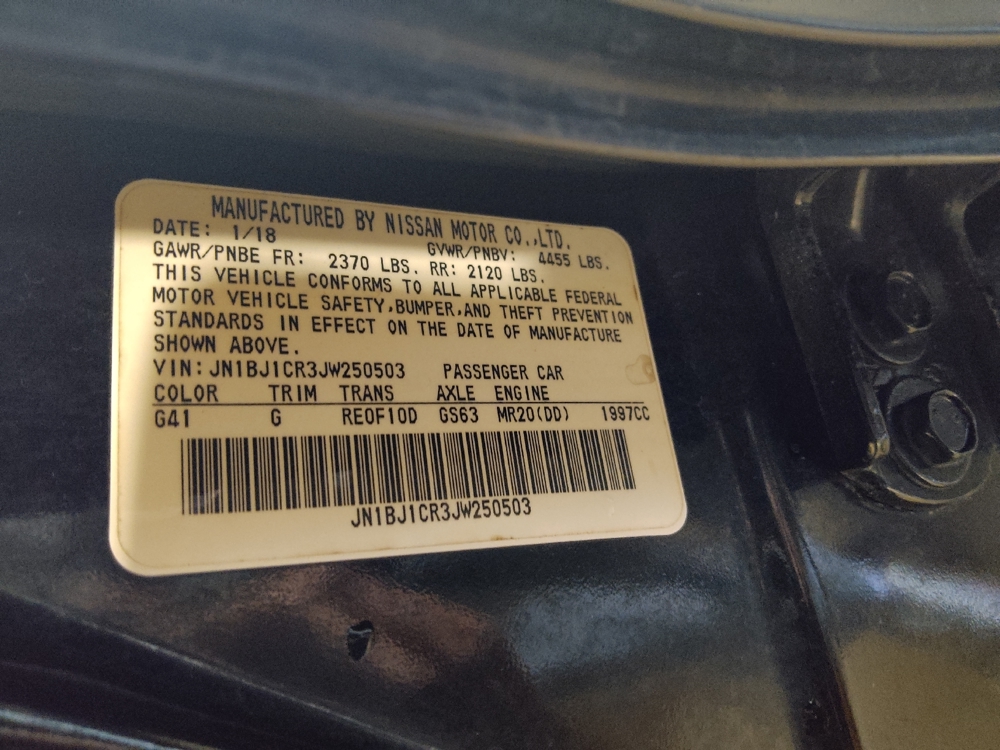 MANUFACTURED BY NISSAN MOTOR CO.,LTD.
DATE: 1/18 GVWR/PNBV: 4455 LBS.
GAWR/PNBE FR: 2370 LBS. RR: 2120 LBS.
THIS VEHICLE CONFORMS TO ALL APPLICABLE FEDERAL
MOTOR VEHICLE SAFETY,BUMPER,AND THEFT PREVENTION
STANDARDS IN EFFECT ON THE DATE OF MANUFACTURE
SHOWN ABOVE.
VIN: JN1BJ1CR3JW250503 PASSENGER CAR
COLOR TRIM TRANS AXLE ENGINE
G41 G RE0F10D GS63 MR20(DD) 1997CC
JN1BJ1CR3JW250503